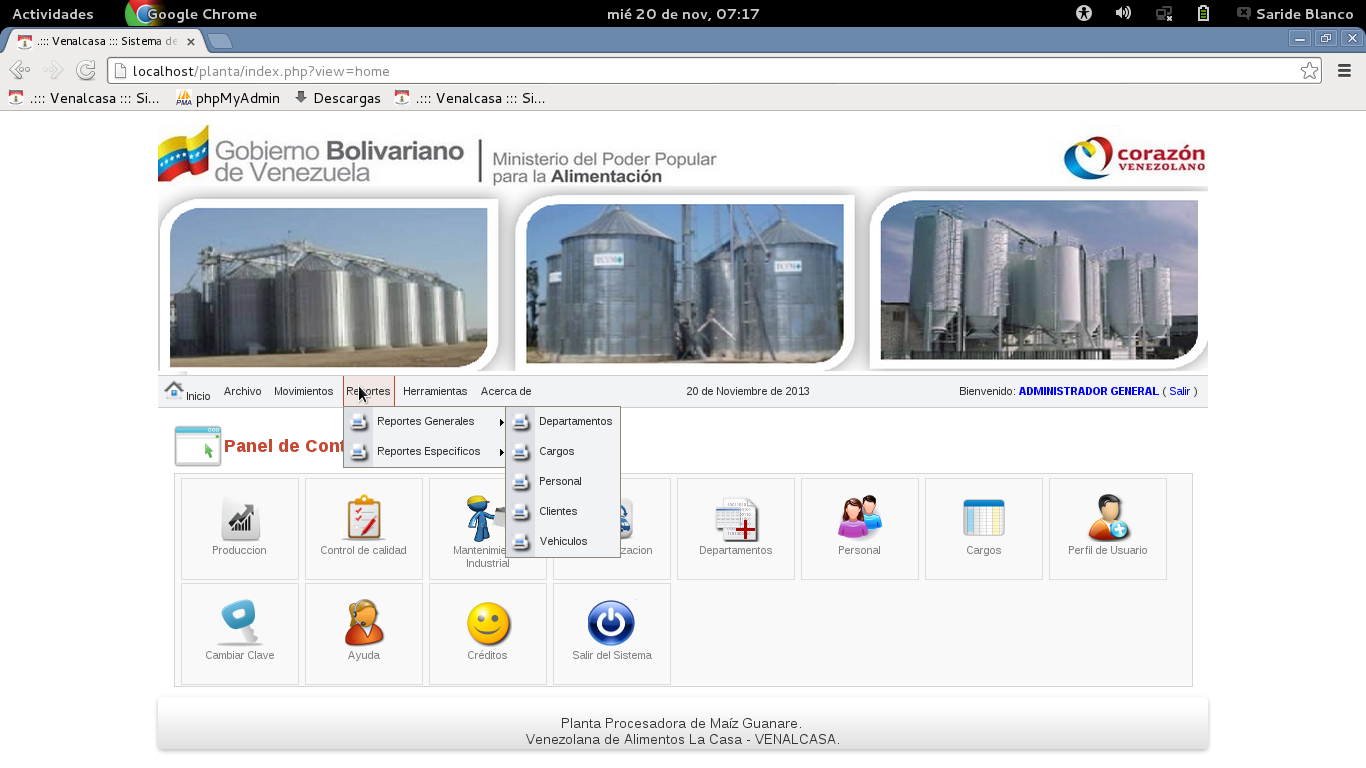 Actividades
Google Chrome
mié 20 de nov, 07:17
Saride Blanco
.::: Venalcasa ::: Sistema de
localhost/planta/index.php?view=home
.::: Venalcasa ::: Si...
phpMyAdmin
Descargas
.::: Venalcasa ::: Si...
Gobierno Bolivariano
de Venezuela
Ministerio del Poder Popular
para la Alimentación
corazón
VENEZOLANO
Inicio
Archivo
Movimientos
Reportes
Herramientas
Acerca de
20 de Noviembre de 2013
Bienvenido: ADMINISTRADOR GENERAL ( Salir )
Reportes Generales
Reportes Especificos
Departamentos
Cargos
Personal
Clientes
Vehiculos
Panel de Cont
Produccion
Control de calidad
Mantenimie
Industrial
zacion
Departamentos
Personal
Cargos
Perfil de Usuario
Cambiar Clave
Ayuda
Créditos
Salir del Sistema
Planta Procesadora de Maíz Guanare.
Venezolana de Alimentos La Casa - VENALCASA.